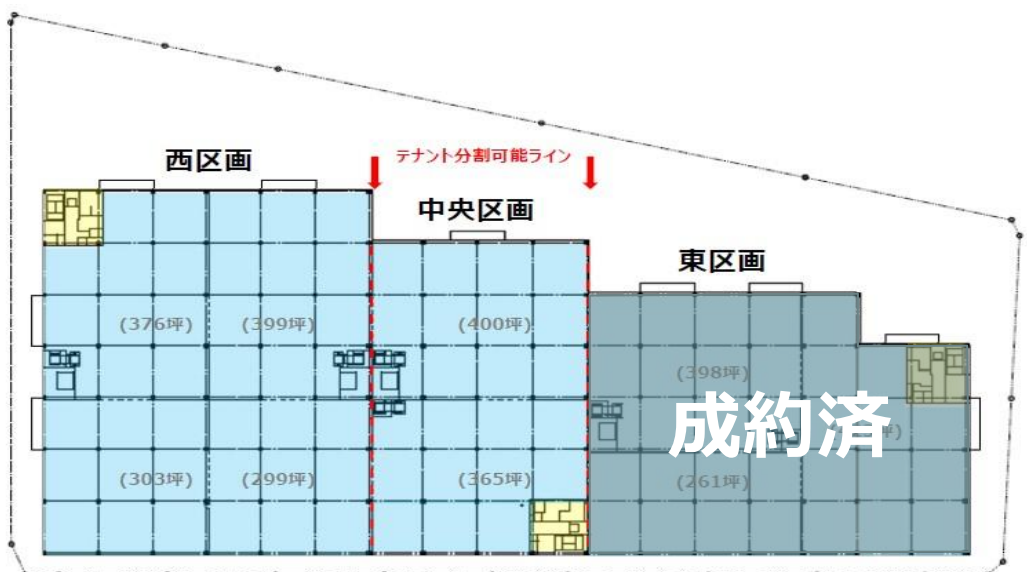 テナント分割可能ライン
西区画
中央区画
東区画
(376坪)
(399坪)
(400坪)
(398坪)
成約済
坪)
(303坪)
(299坪)
(365坪)
(261坪)